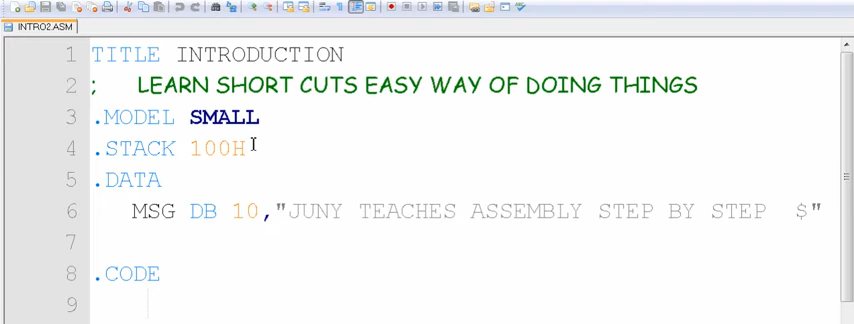 INTRO2.ASM
1 TITLE INTRODUCTION
2 ; LEARN SHORT CUTS EASY WAY OF DOING THINGS
3 .MODEL SMALL
4 .STACK 100H
5 .DATA
6 MSG DB 10,"JUNY TEACHES ASSEMBLY STEP BY STEP $"
7
8 .CODE
9